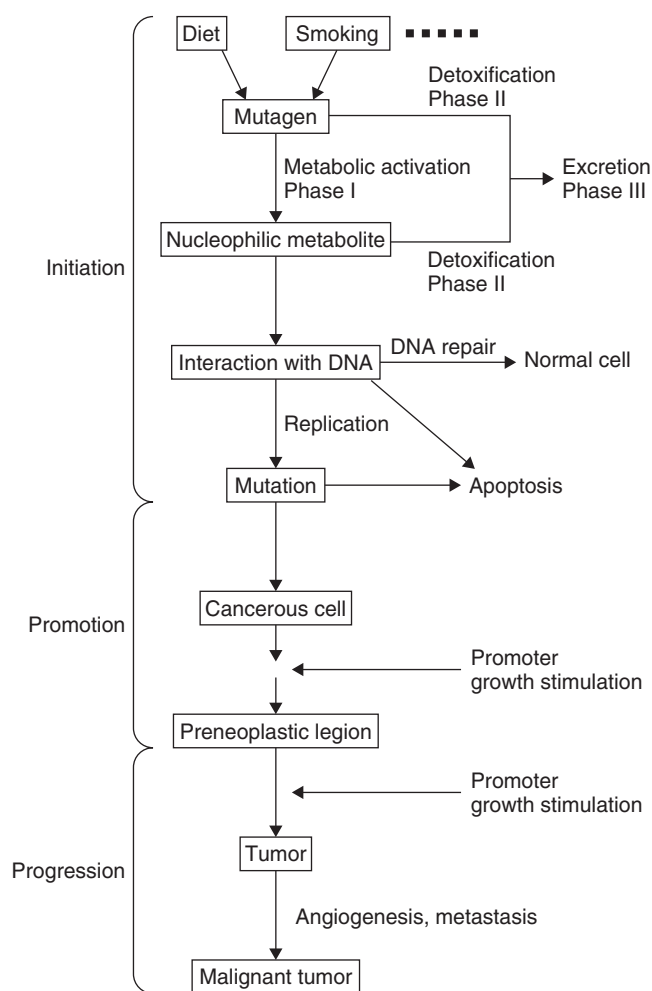 Diet
Smoking
Detoxification
Phase II
Mutagen
Metabolic activation
Phase I
Excretion
Phase III
Nucleophilic metabolite
Initiation
Detoxification
Phase II
DNA repair
Interaction with DNA
Normal cell
Replication
Mutation
Apoptosis
Cancerous cell
Promotion
Promoter
growth stimulation
Preneoplastic legion
Promoter
growth stimulation
Tumor
Progression
Angiogenesis, metastasis
Malignant tumor